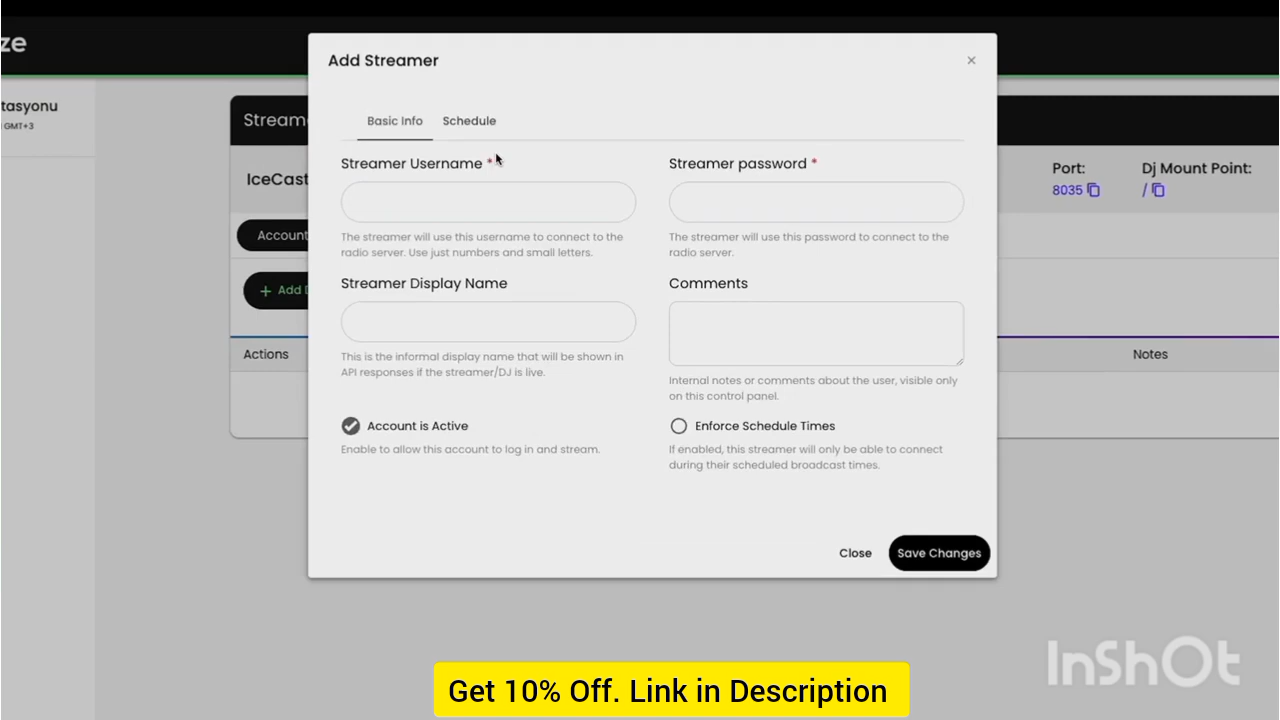 ze
Add Streamer
×
tasyonu
GMT+3
Basic Info
Schedule
Stream
Streamer Username *
Streamer password *
IceCast
Port:
8035
Dj Mount Point:
/
Account
The streamer will use this username to connect to the
radio server. Use just numbers and small letters.
The streamer will use this password to connect to the
radio server.
+ Add D
Streamer Display Name
Comments
This is the informal display name that will be shown in
API responses if the streamer/DJ is live.
Internal notes or comments about the user, visible only
on this control panel.
Actions
Notes
Account is Active
Enable to allow this account to log in and stream.
Enforce Schedule Times
If enabled, this streamer will only be able to connect
during their scheduled broadcast times.
Close
Save Changes
InShOt
Get 10% Off. Link in Description